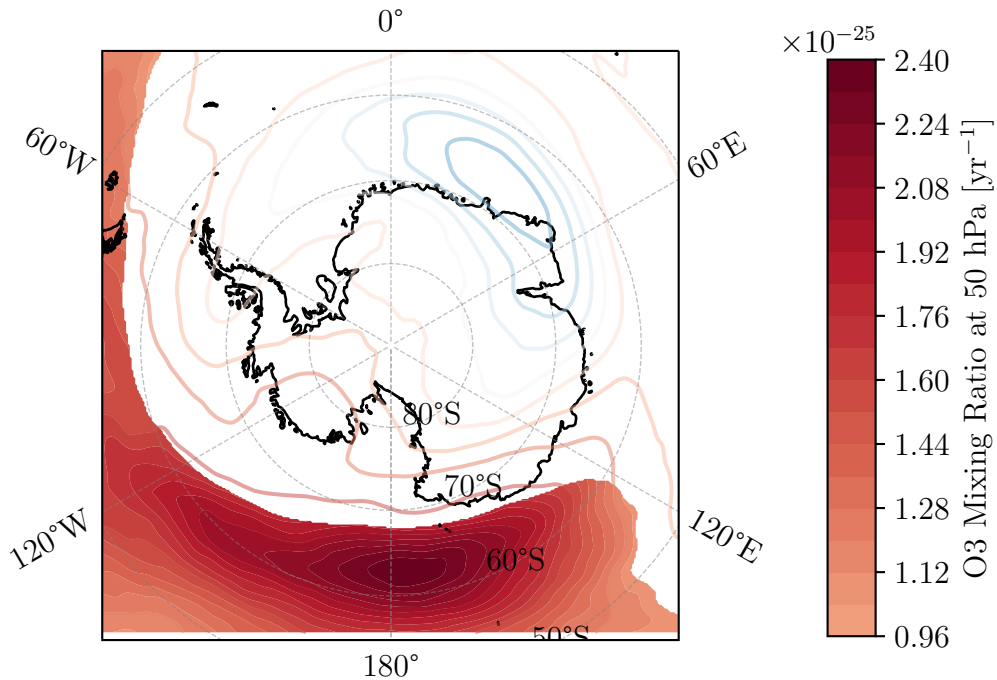 0°
60°W
60°E
120°W
120°E
180°
80°S
70°S
60°S
50°S
×10⁻²⁵
2.40
2.24
2.08
1.92
1.76
1.60
1.44
1.28
1.12
0.96
O3 Mixing Ratio at 50 hPa [yr⁻¹]